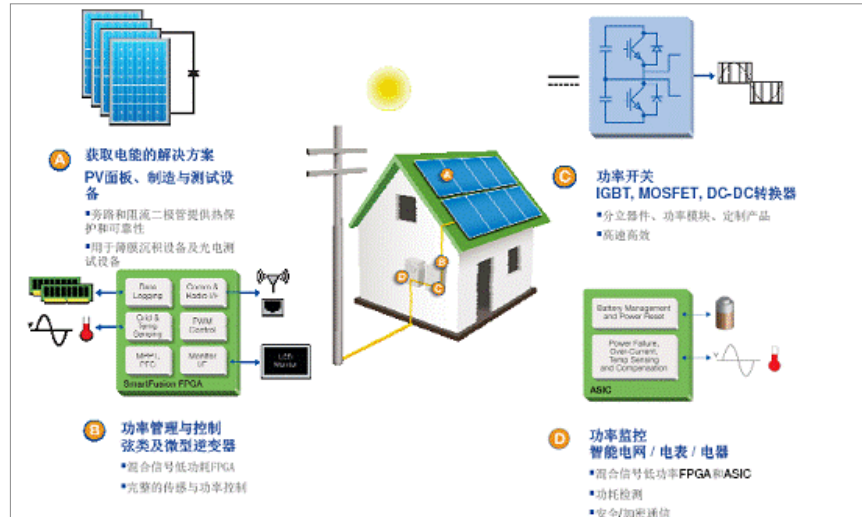 A
获取电能的解决方案
PV面板、制造与测试设
备
▪旁路和阻流二极管提供热保
护和可靠性
▪用于薄膜沉积设备及光电测
试设备
Data
Logging
Comm &
Radio I/F
Grid &
Temp
Sensing
PWM
Control
MPPT,
PFC
Monitor
I/F
SmartFusion FPGA
LCD
B
功率管理与控制
弦类及微型逆变器
▪混合信号低功耗FPGA
▪完整的传感与功率控制
A
B
C
D
C
功率开关
IGBT, MOSFET, DC-DC转换器
▪分立器件、功率模块、定制产品
▪高速高效
Battery Management
and Power Reset
Power Failure,
Over-Current,
Temp Sensing
and Compensation
ASIC
D
功率监控
智能电网 / 电表 / 电器
▪混合信号低功率FPGA和ASIC
▪功耗检测
▪安全/加密通信